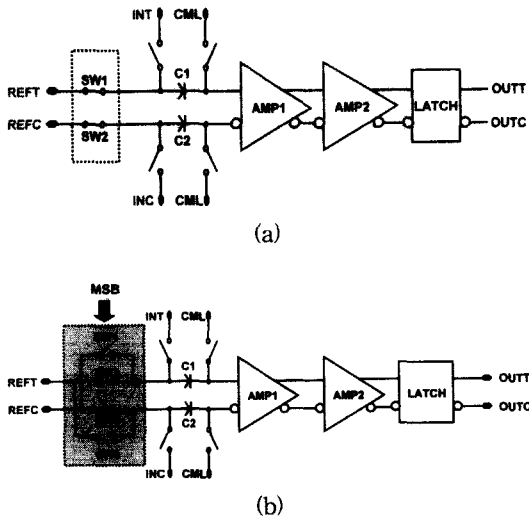 INT CML
SW1 C1
REFT OUTT
AMP1 AMP2 LATCH
REFC OUTC
SW2 C2
INC CML
(a)
MSB
INT CML
C1
REFT OUTT
AMP1 AMP2 LATCH
REFC OUTC
C2
INC CML
(b)